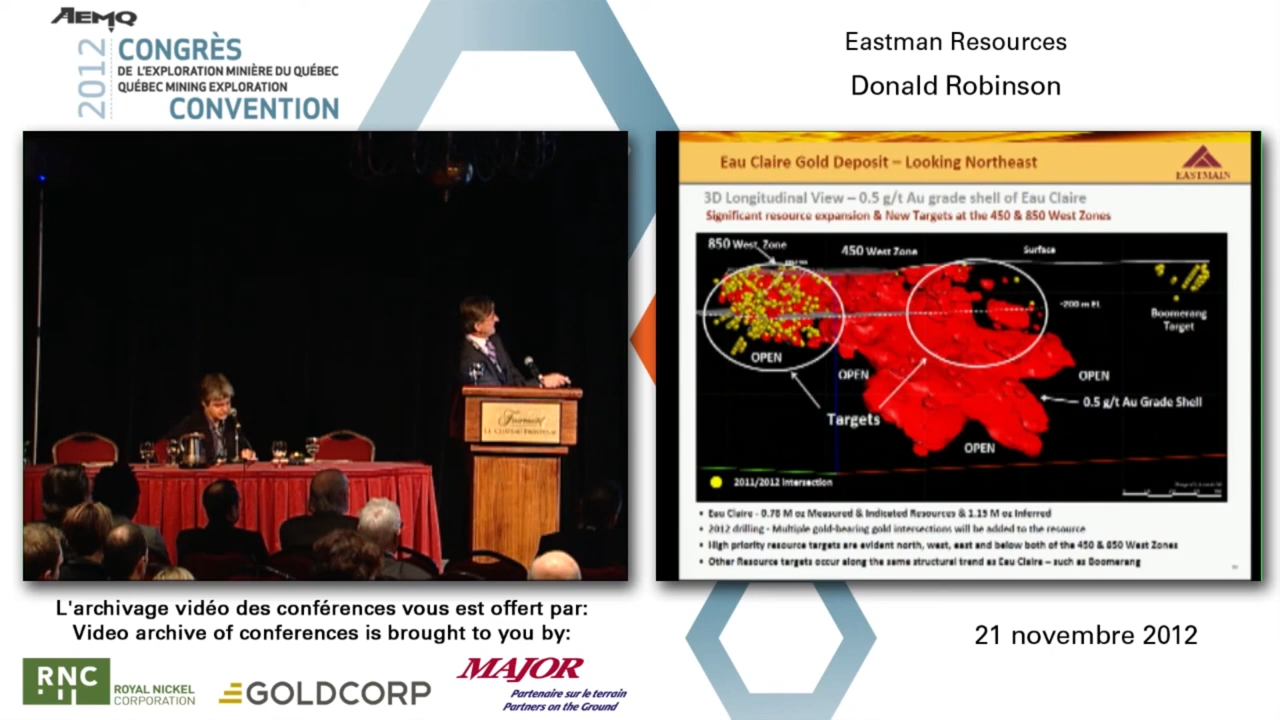 AEMQ
2012
CONGRÈS
DE L'EXPLORATION MINIÈRE DU QUÉBEC
QUÉBEC MINING EXPLORATION
CONVENTION
Eastman Resources
Donald Robinson
Fairmont
LE CHÂTEAU FRONTENAC
Eau Claire Gold Deposit – Looking Northeast
EASTMAIN
3D Longitudinal View – 0.5 g/t Au grade shell of Eau Claire
Significant resource expansion & New Targets at the 450 & 850 West Zones
850 West Zone
450 West Zone
Surface
-200 m EL
Boomerang
Target
OPEN
OPEN
OPEN
0.5 g/t Au Grade Shell
Targets
OPEN
2011/2012 Intersection
• Eau Claire - 0.78 M oz Measured & Indicated Resources & 1.15 M oz Inferred
• 2012 drilling - Multiple gold-bearing gold intersections will be added to the resource
• High priority resource targets are evident north, west, east and below both of the 450 & 850 West Zones
• Other Resource targets occur along the same structural trend as Eau Claire – such as Boomerang
L'archivage vidéo des conférences vous est offert par:
Video archive of conferences is brought to you by:
21 novembre 2012
RNC
ROYAL NICKEL
CORPORATION
GOLDCORP
MAJOR
Partenaire sur le terrain
Partners on the Ground